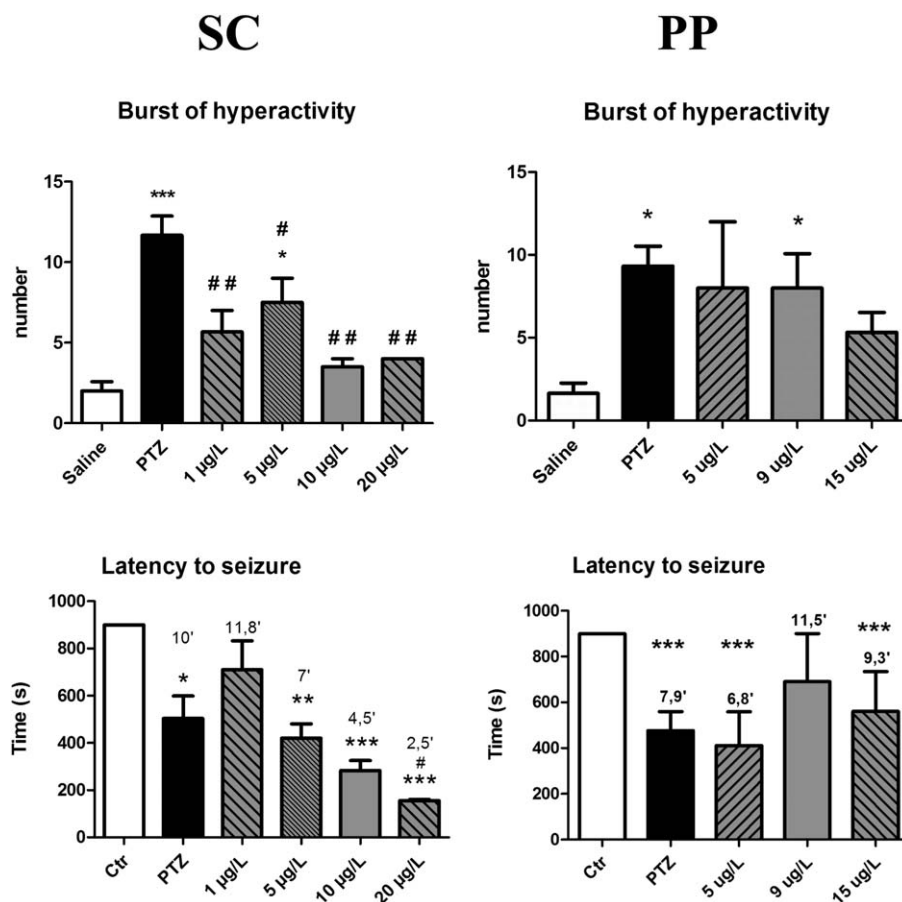 SC
Burst of hyperactivity
number
15
10
5
0
***
# #
#
*
# #
# #
Saline
PTZ
1 µg/L
5 µg/L
10 µg/L
20 µg/L
PP
Burst of hyperactivity
number
15
10
5
0
*
*
Saline
PTZ
5 ug/L
9 ug/L
15 ug/L
Latency to seizure
Time (s)
1000
800
600
400
200
0
10'
*
11,8'
7'
**
4,5'
***
2,5'
#
***
Ctr
PTZ
1 µg/L
5 µg/L
10 µg/L
20 µg/L
Latency to seizure
Time (s)
1000
800
600
400
200
0
***
7,9'
***
6,8'
11,5'
***
9,3'
Ctr
PTZ
5 ug/L
9 ug/L
15 ug/L